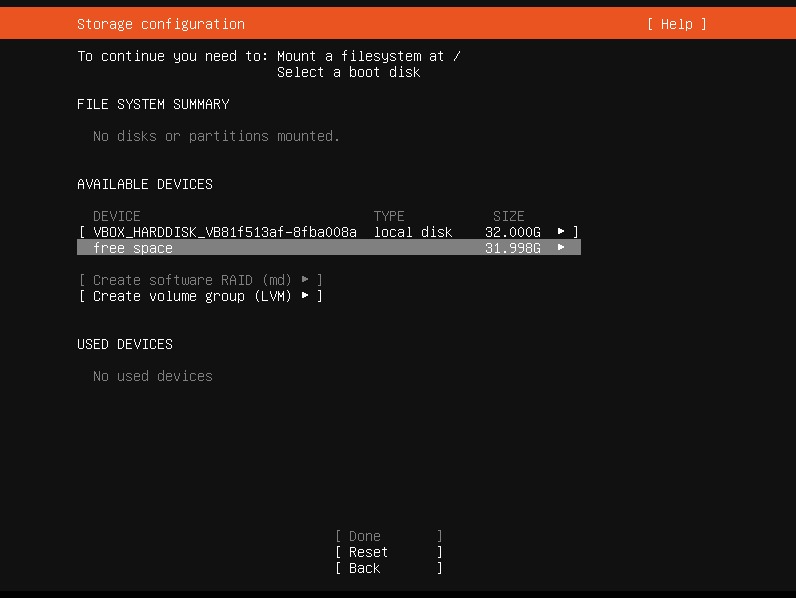 Storage configuration [ Help ]
To continue you need to: Mount a filesystem at /
Select a boot disk
FILE SYSTEM SUMMARY
No disks or partitions mounted.
AVAILABLE DEVICES
DEVICE TYPE SIZE
[ VBOX_HARDDISK_VB81f513af-8fba008a local disk 32.000G ► ]
free space 31.998G ►
[ Create software RAID (md) ► ]
[ Create volume group (LVM) ► ]
USED DEVICES
No used devices
[ Done ]
[ Reset ]
[ Back ]